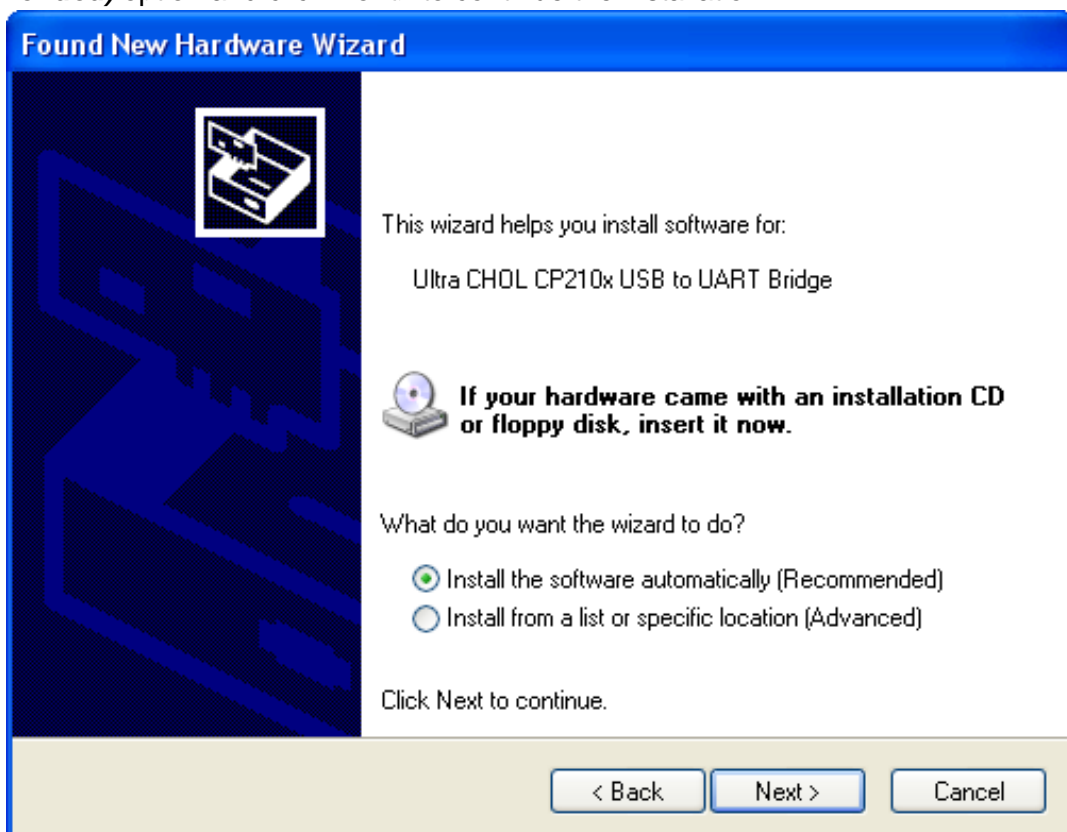 Found New Hardware Wizard
This wizard helps you install software for:
Ultra CHOL CP210x USB to UART Bridge
If your hardware came with an installation CD
or floppy disk, insert it now.
What do you want the wizard to do?
Install the software automatically (Recommended)
Install from a list or specific location (Advanced)
Click Next to continue.
< Back Next > Cancel